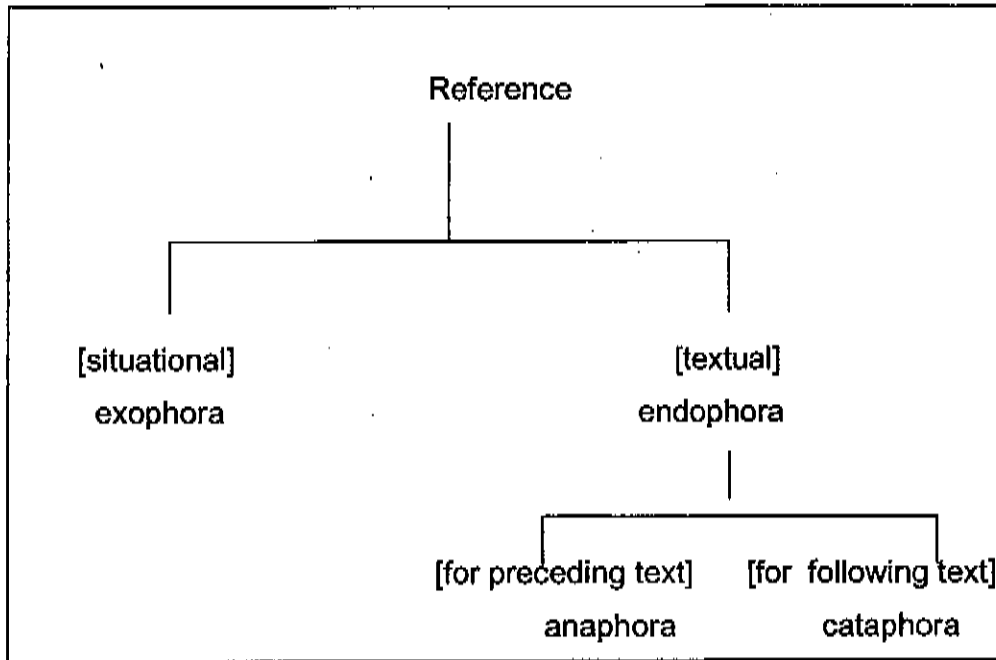 Reference
[situational] [textual]
exophora endophora
[for preceding text] [for following text]
anaphora cataphora